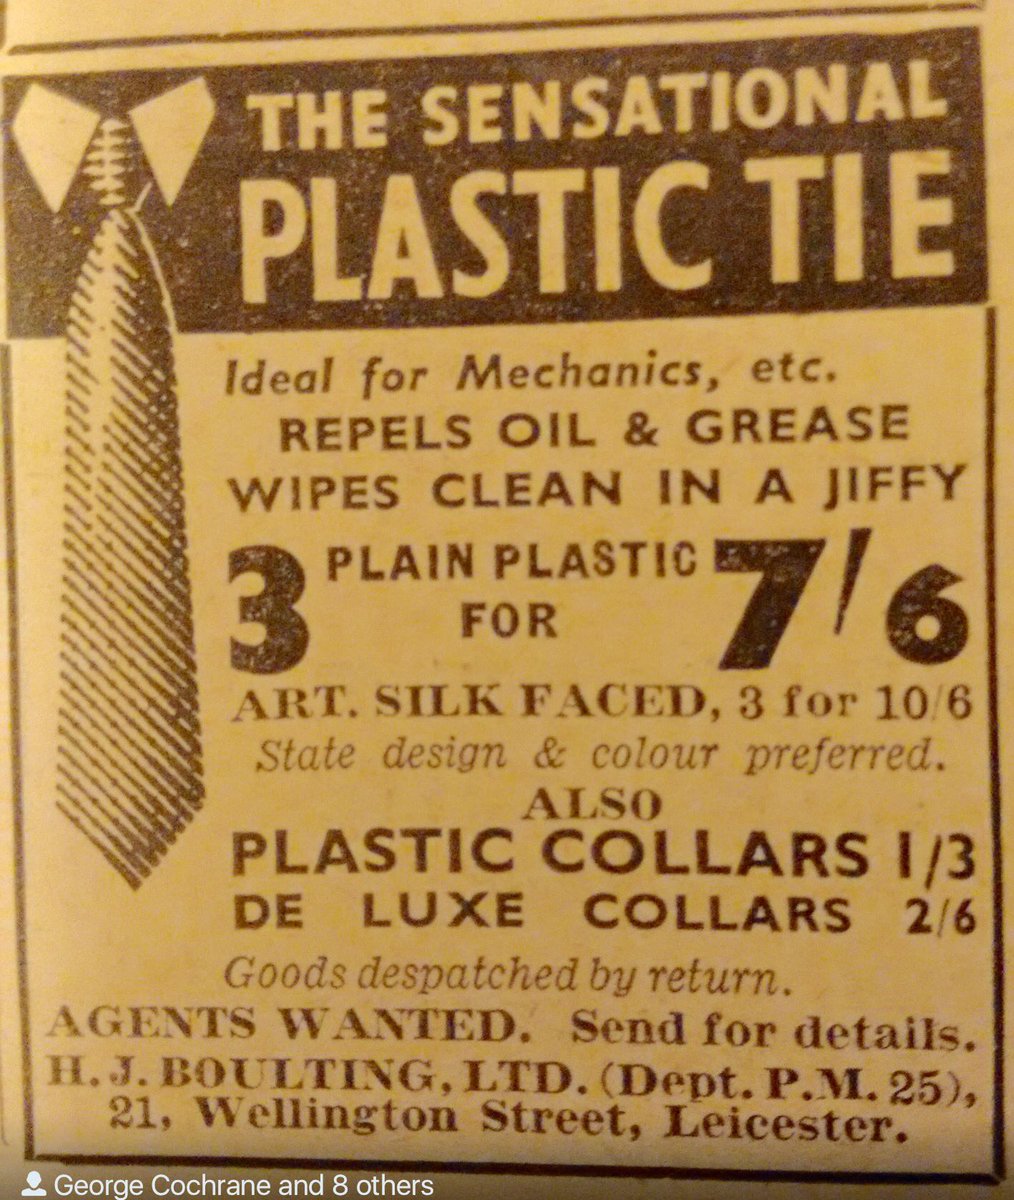 THE SENSATIONAL
PLASTIC TIE
Ideal for Mechanics, etc.
REPELS OIL & GREASE
WIPES CLEAN IN A JIFFY
3 PLAIN PLASTIC FOR 7/6
ART. SILK FACED, 3 for 10/6
State design & colour preferred.
ALSO
PLASTIC COLLARS 1/3
DE LUXE COLLARS 2/6
Goods despatched by return.
AGENTS WANTED. Send for details.
H. J. BOULTING, LTD. (Dept. P.M. 25),
21, Wellington Street, Leicester.
George Cochrane and 8 others